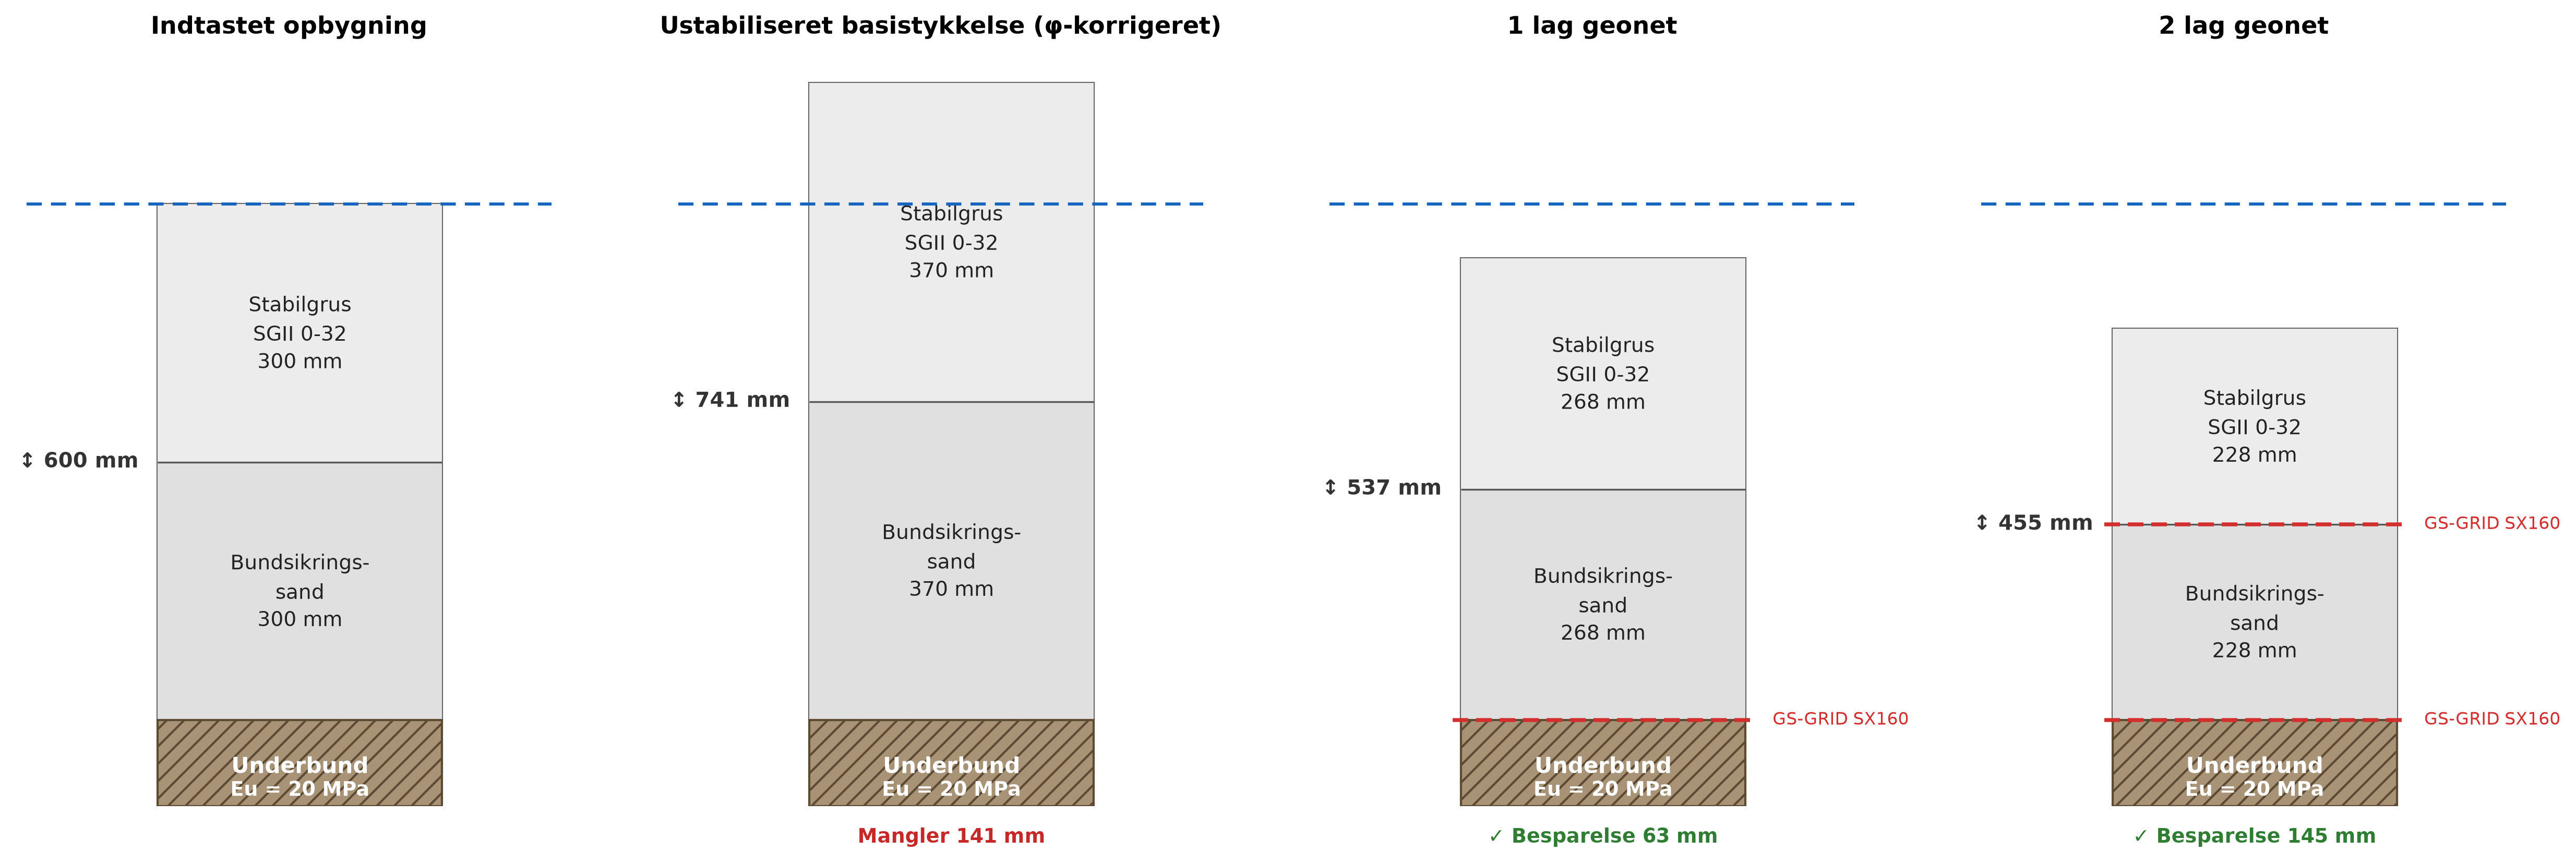 Indtastet opbygning
Stabilgrus
SGII 0-32
300 mm
↕ 600 mm
Bundsikrings-
sand
300 mm
Underbund
Eu = 20 MPa
Ustabiliseret basistykkelse (φ-korrigeret)
Stabilgrus
SGII 0-32
370 mm
↕ 741 mm
Bundsikrings-
sand
370 mm
Underbund
Eu = 20 MPa
Mangler 141 mm
1 lag geonet
Stabilgrus
SGII 0-32
268 mm
↕ 537 mm
Bundsikrings-
sand
268 mm
GS-GRID SX160
Underbund
Eu = 20 MPa
✓ Besparelse 63 mm
2 lag geonet
Stabilgrus
SGII 0-32
228 mm
↕ 455 mm
GS-GRID SX160
Bundsikrings-
sand
228 mm
GS-GRID SX160
Underbund
Eu = 20 MPa
✓ Besparelse 145 mm